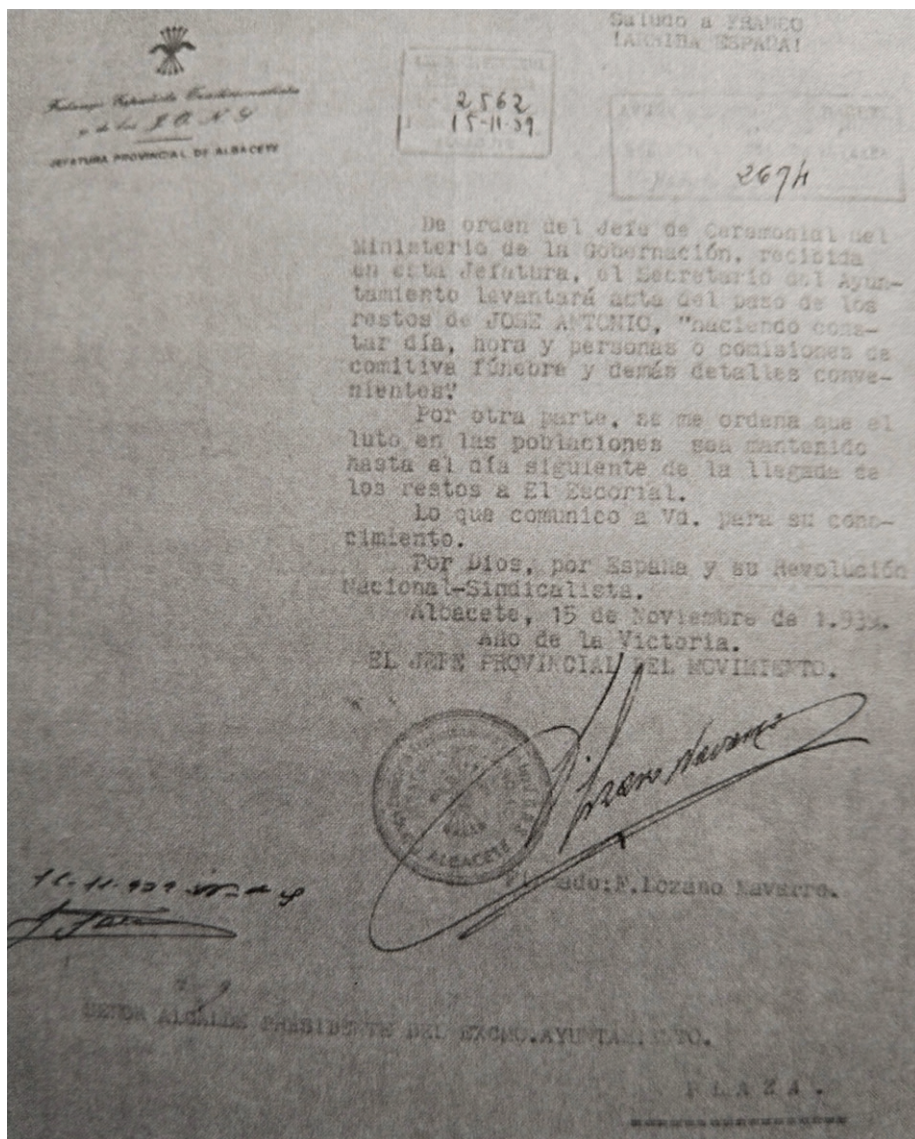 Saludo a FRANCO
¡ARRIBA ESPAÑA!
Falange Española Tradicionalista
y de las J. O. N. S
JEFATURA PROVINCIAL DE ALBACETE
2562
15-11-39
2674
De orden del Jefe de Ceremonial del
Ministerio de la Gobernación, recibida
en esta Jefatura, el Secretario del Ayun-
tamiento levantará acta del paso de los
restos de JOSE ANTONIO, "haciendo cons-
tar día, hora y personas o comisiones de
comitiva fúnebre y demás detalles conve-
nientes"
Por otra parte, se me ordena que el
luto en las poblaciones sea mantenido
hasta el día siguiente de la llegada de
los restos a El Escorial.
Lo que comunico a Vd. para su cono-
cimiento.
Por Dios, por España y su Revolución
Nacional-Sindicalista.
Albacete, 15 de Noviembre de 1.939.
Año de la Victoria.
EL JEFE PROVINCIAL DEL MOVIMIENTO.
Lozano Navarro
ALBACETE
Firmado: F. Lozano Navarro.
SEÑOR ALCALDE PRESIDENTE DEL EXCMO. AYUNTAMIENTO.
PLAZA.